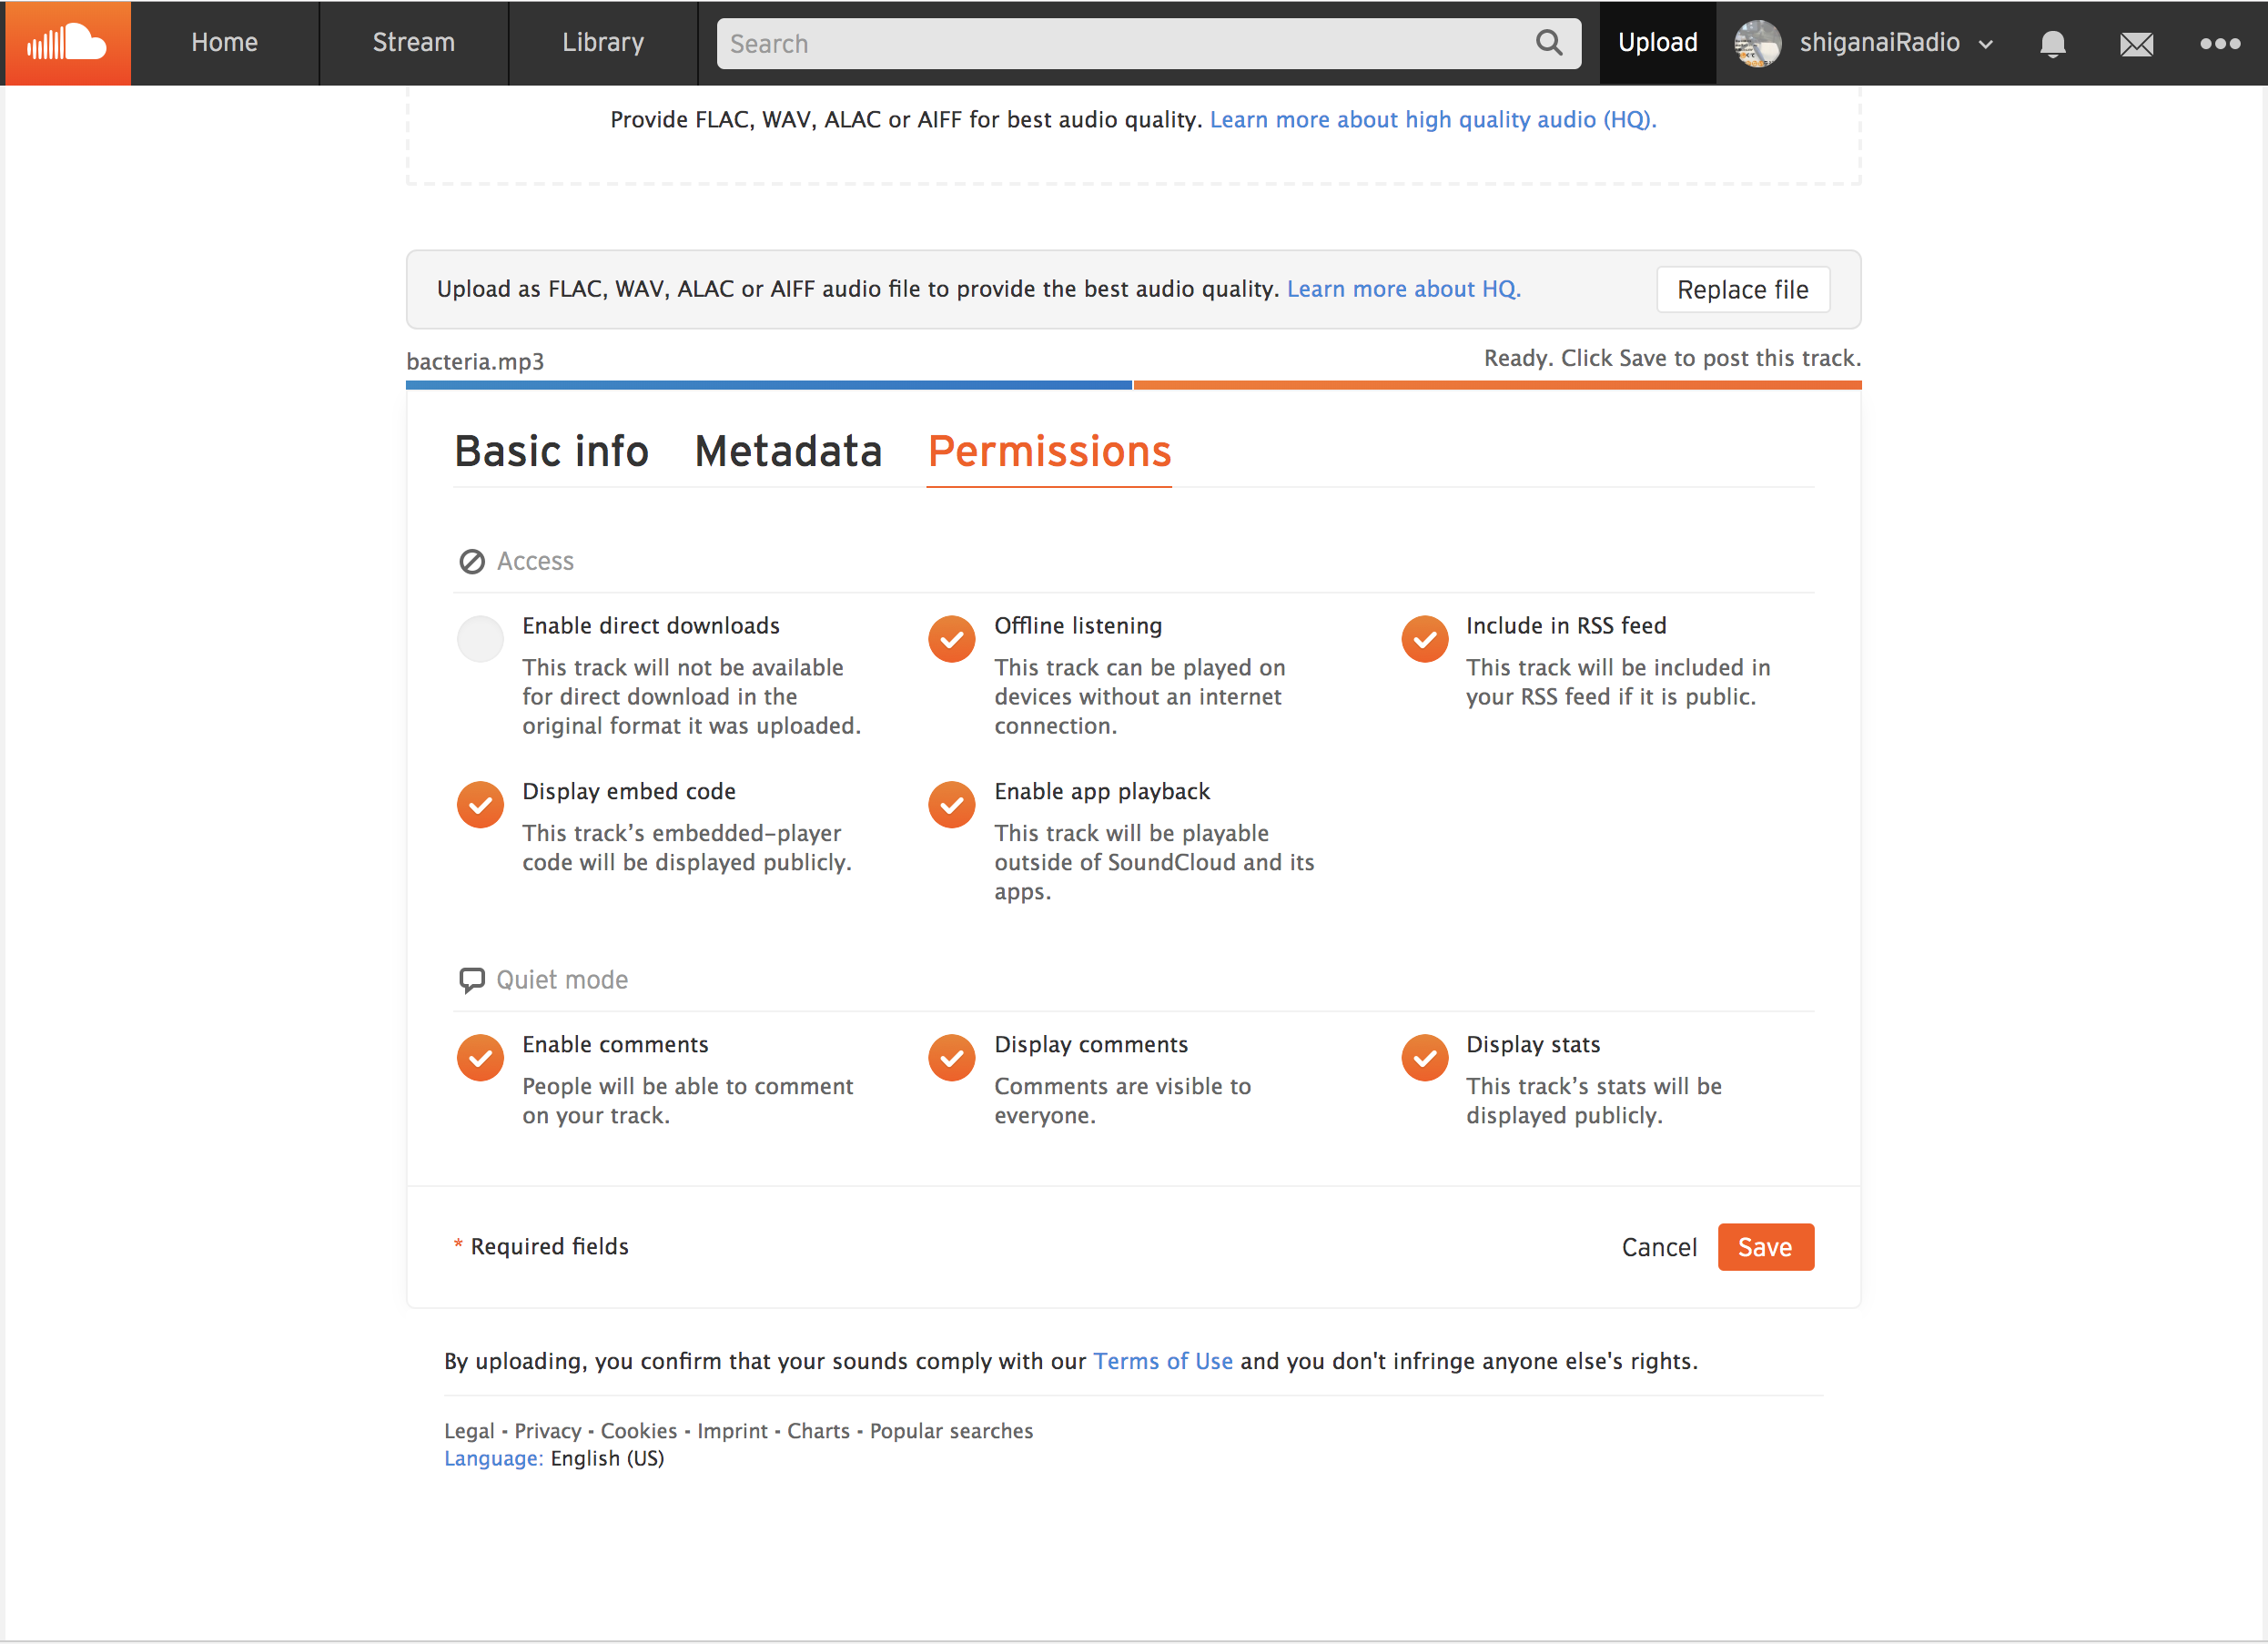 Home
Stream
Library
Search
Upload
shiganaiRadio
Provide FLAC, WAV, ALAC or AIFF for best audio quality. Learn more about high quality audio (HQ).
Upload as FLAC, WAV, ALAC or AIFF audio file to provide the best audio quality. Learn more about HQ.
Replace file
bacteria.mp3
Ready. Click Save to post this track.
Basic info
Metadata
Permissions
Access
Enable direct downloads
This track will not be available
for direct download in the
original format it was uploaded.
Offline listening
This track can be played on
devices without an internet
connection.
Include in RSS feed
This track will be included in
your RSS feed if it is public.
Display embed code
This track’s embedded–player
code will be displayed publicly.
Enable app playback
This track will be playable
outside of SoundCloud and its
apps.
Quiet mode
Enable comments
People will be able to comment
on your track.
Display comments
Comments are visible to
everyone.
Display stats
This track’s stats will be
displayed publicly.
* Required fields
Cancel
Save
By uploading, you confirm that your sounds comply with our Terms of Use and you don't infringe anyone else's rights.
Legal - Privacy - Cookies - Imprint - Charts - Popular searches
Language: English (US)